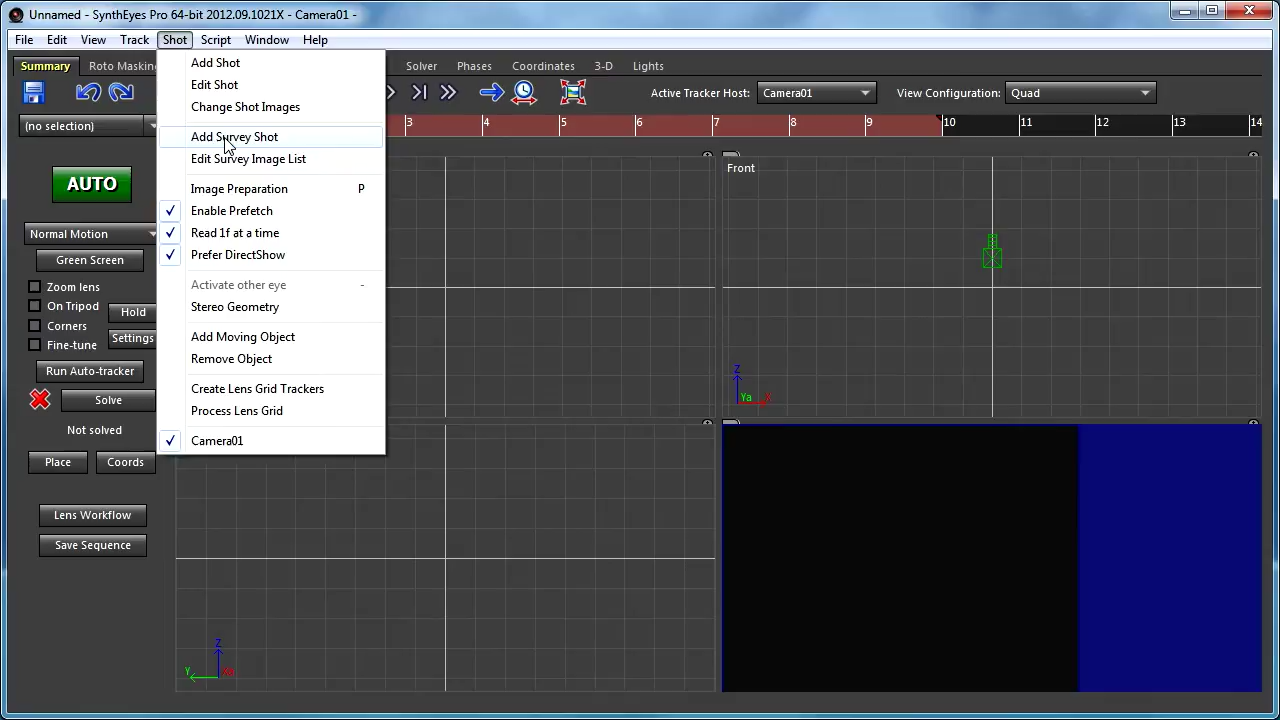 Unnamed - SynthEyes Pro 64-bit 2012.09.1021X - Camera01 -
File Edit View Track Shot Script Window Help
Summary Roto Masking Solver Phases Coordinates 3-D Lights
Active Tracker Host: Camera01 View Configuration: Quad
(no selection) 3 4 5 6 7 8 9 10 11 12 13 14
Add Shot
Edit Shot
Change Shot Images
Add Survey Shot
Edit Survey Image List
Image Preparation P
Enable Prefetch
Read 1f at a time
Prefer DirectShow
Activate other eye -
Stereo Geometry
Add Moving Object
Remove Object
Create Lens Grid Trackers
Process Lens Grid
Camera01
AUTO
Normal Motion
Green Screen
Zoom lens
On Tripod Hold
Corners
Fine-tune Settings
Run Auto-tracker
Solve
Not solved
Place Coords
Lens Workflow
Save Sequence
Front
Z
Ya X
Z
Y Xa